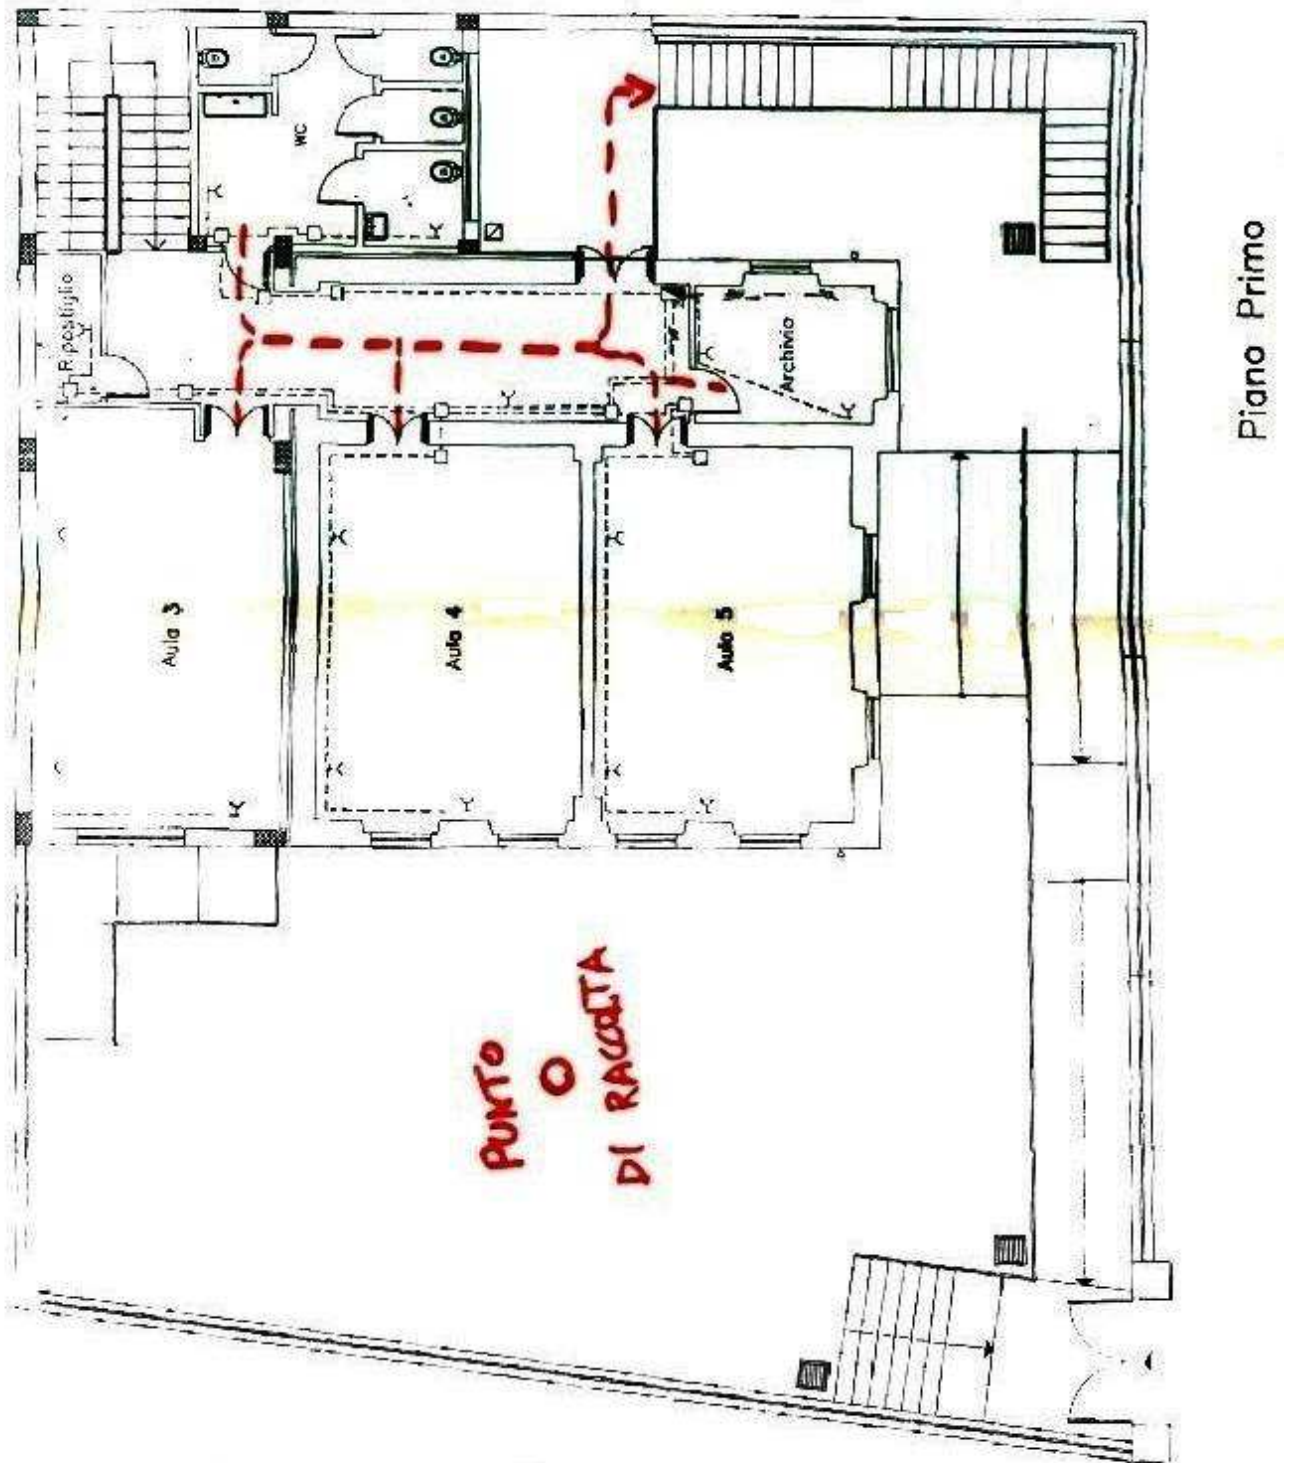 WC
Ripostiglio
Archivio
Aula 3
Aula 4
Aula 5
Piano Primo
PUNTO
DI RACCOLTA